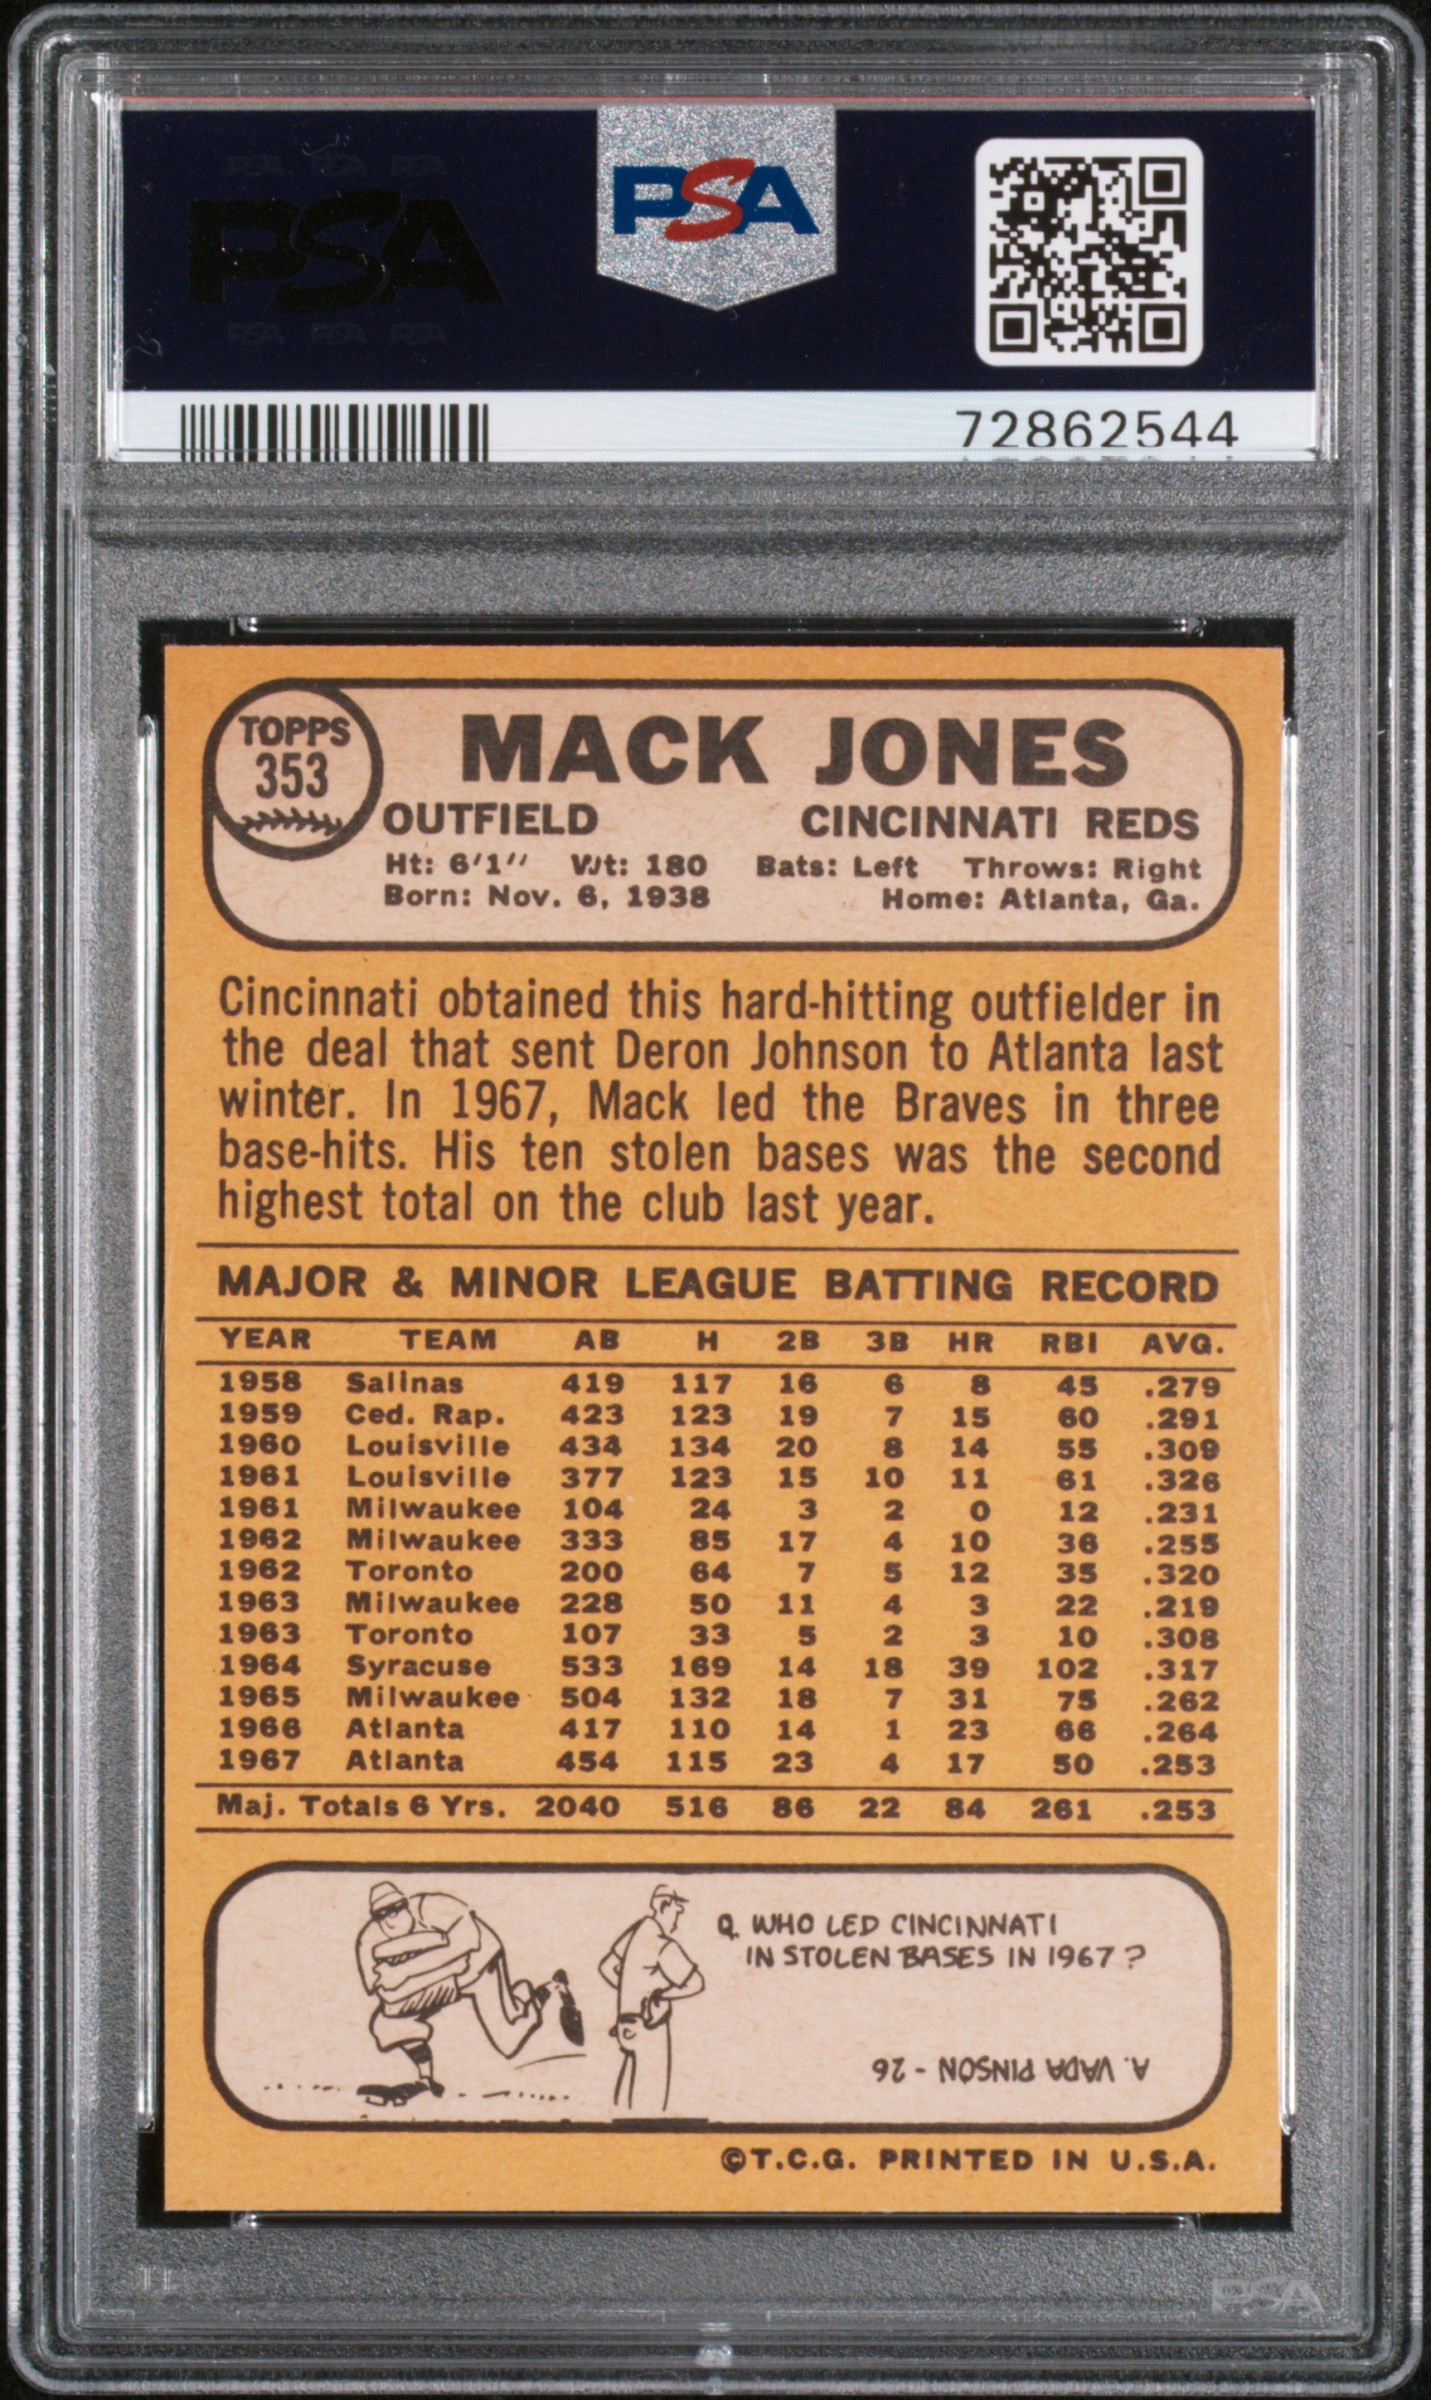 PSA PSA PSA
PSA
PSA PSA PSA
PSA
72862544
TOPPS
353
MACK JONES
OUTFIELD CINCINNATI REDS
Ht: 6'1" Wt: 180 Bats: Left Throws: Right
Born: Nov. 6, 1938 Home: Atlanta, Ga.
Cincinnati obtained this hard-hitting outfielder in
the deal that sent Deron Johnson to Atlanta last
winter. In 1967, Mack led the Braves in three
base-hits. His ten stolen bases was the second
highest total on the club last year.
MAJOR & MINOR LEAGUE BATTING RECORD
YEAR TEAM AB H 2B 3B HR RBI AVG.
1958 Salinas 419 117 16 6 8 45 .279
1959 Ced. Rap. 423 123 19 7 15 60 .291
1960 Louisville 434 134 20 8 14 55 .309
1961 Louisville 377 123 15 10 11 61 .326
1961 Milwaukee 104 24 3 2 0 12 .231
1962 Milwaukee 333 85 17 4 10 36 .255
1962 Toronto 200 64 7 5 12 35 .320
1963 Milwaukee 228 50 11 4 3 22 .219
1963 Toronto 107 33 5 2 3 10 .308
1964 Syracuse 533 169 14 18 39 102 .317
1965 Milwaukee 504 132 18 7 31 75 .262
1966 Atlanta 417 110 14 1 23 66 .264
1967 Atlanta 454 115 23 4 17 50 .253
Maj. Totals 6 Yrs. 2040 516 86 22 84 261 .253
Q. WHO LED CINCINNATI
IN STOLEN BASES IN 1967?
A. VADA PINSON - 26
©T.C.G. PRINTED IN U.S.A.
PSA